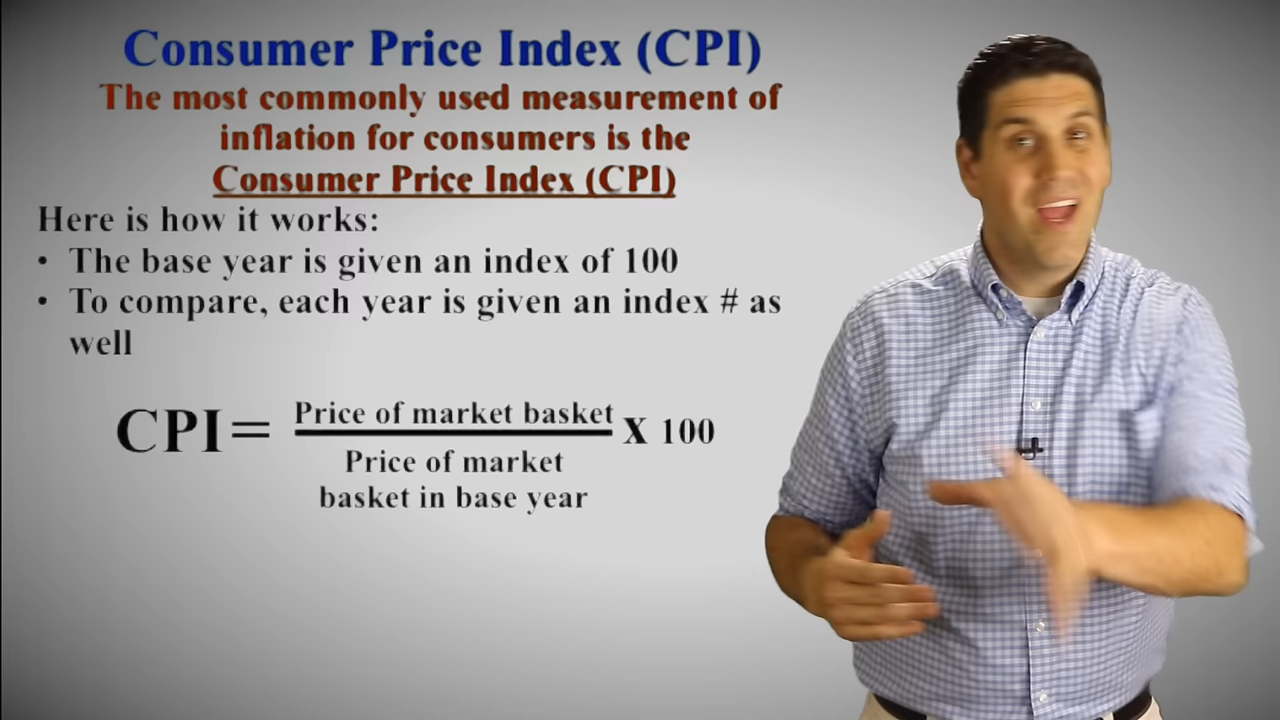 Consumer Price Index (CPI)
The most commonly used measurement of
inflation for consumers is the
Consumer Price Index (CPI)
Here is how it works:
• The base year is given an index of 100
• To compare, each year is given an index # as
well
CPI= Price of market basket X 100
Price of market
basket in base year